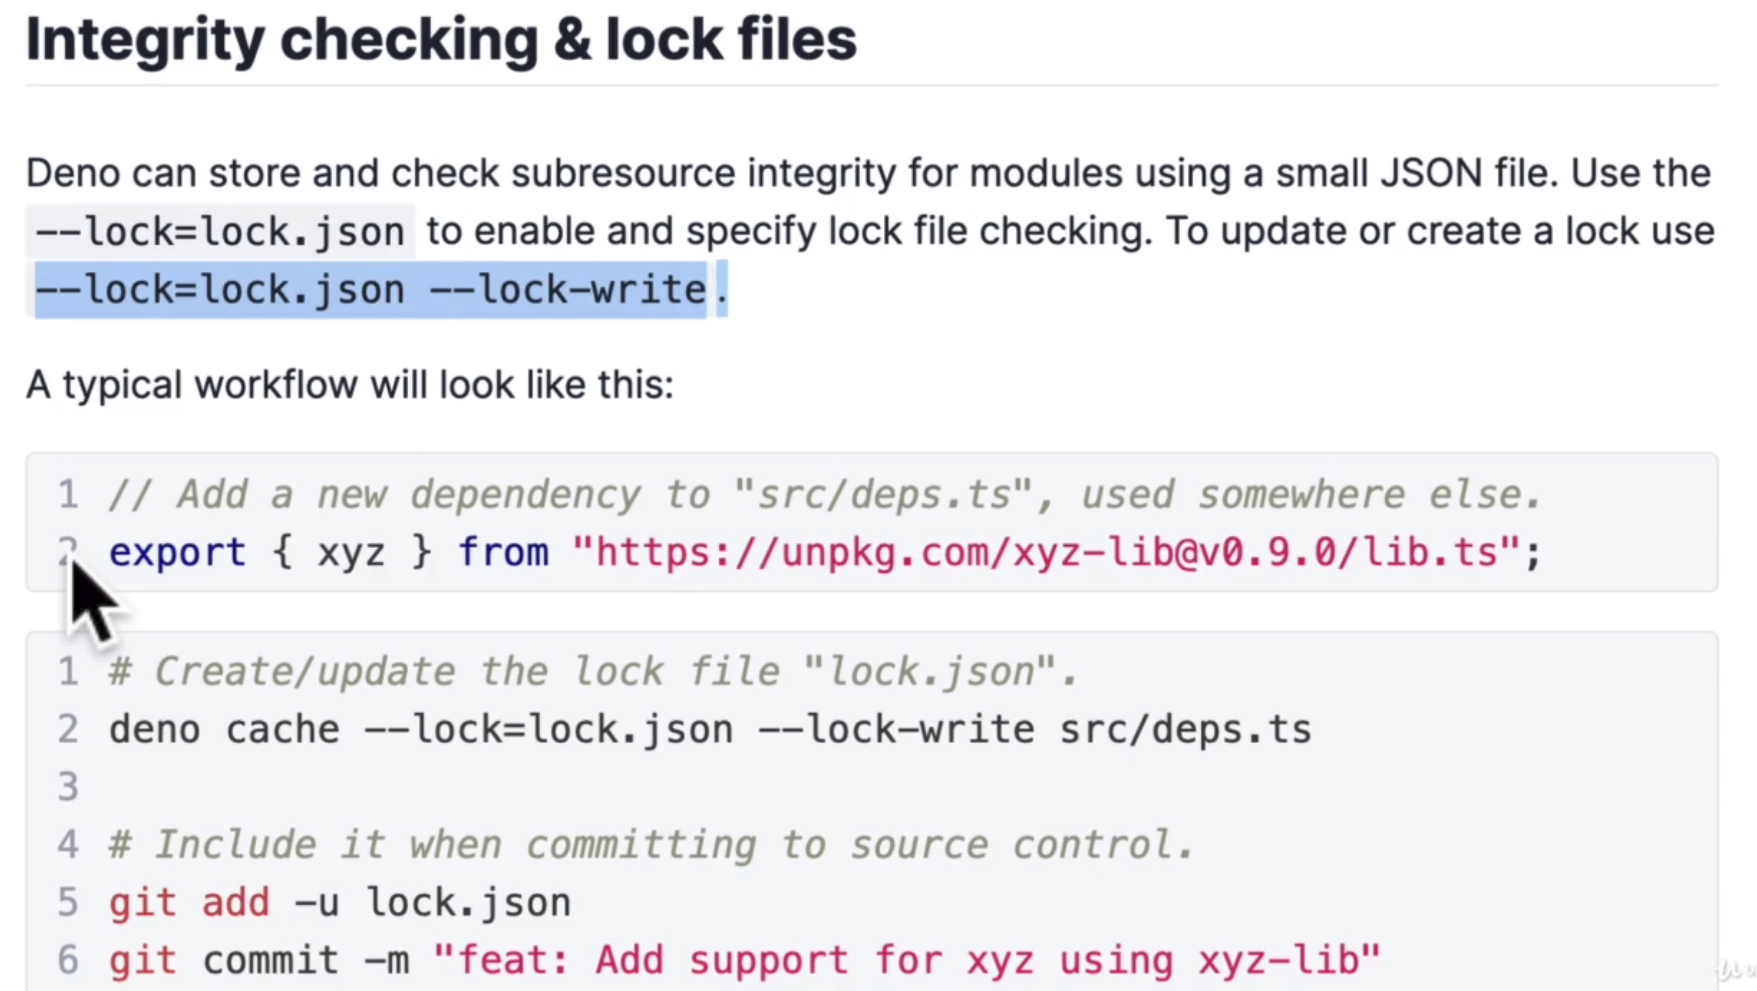 Integrity checking & lock files
Deno can store and check subresource integrity for modules using a small JSON file. Use the
--lock=lock.json to enable and specify lock file checking. To update or create a lock use
--lock=lock.json --lock-write.
A typical workflow will look like this:
1 // Add a new dependency to "src/deps.ts", used somewhere else.
2 export { xyz } from "https://unpkg.com/xyz-lib@v0.9.0/lib.ts";
1 # Create/update the lock file "lock.json".
2 deno cache --lock=lock.json --lock-write src/deps.ts
3
4 # Include it when committing to source control.
5 git add -u lock.json
6 git commit -m "feat: Add support for xyz using xyz-lib"